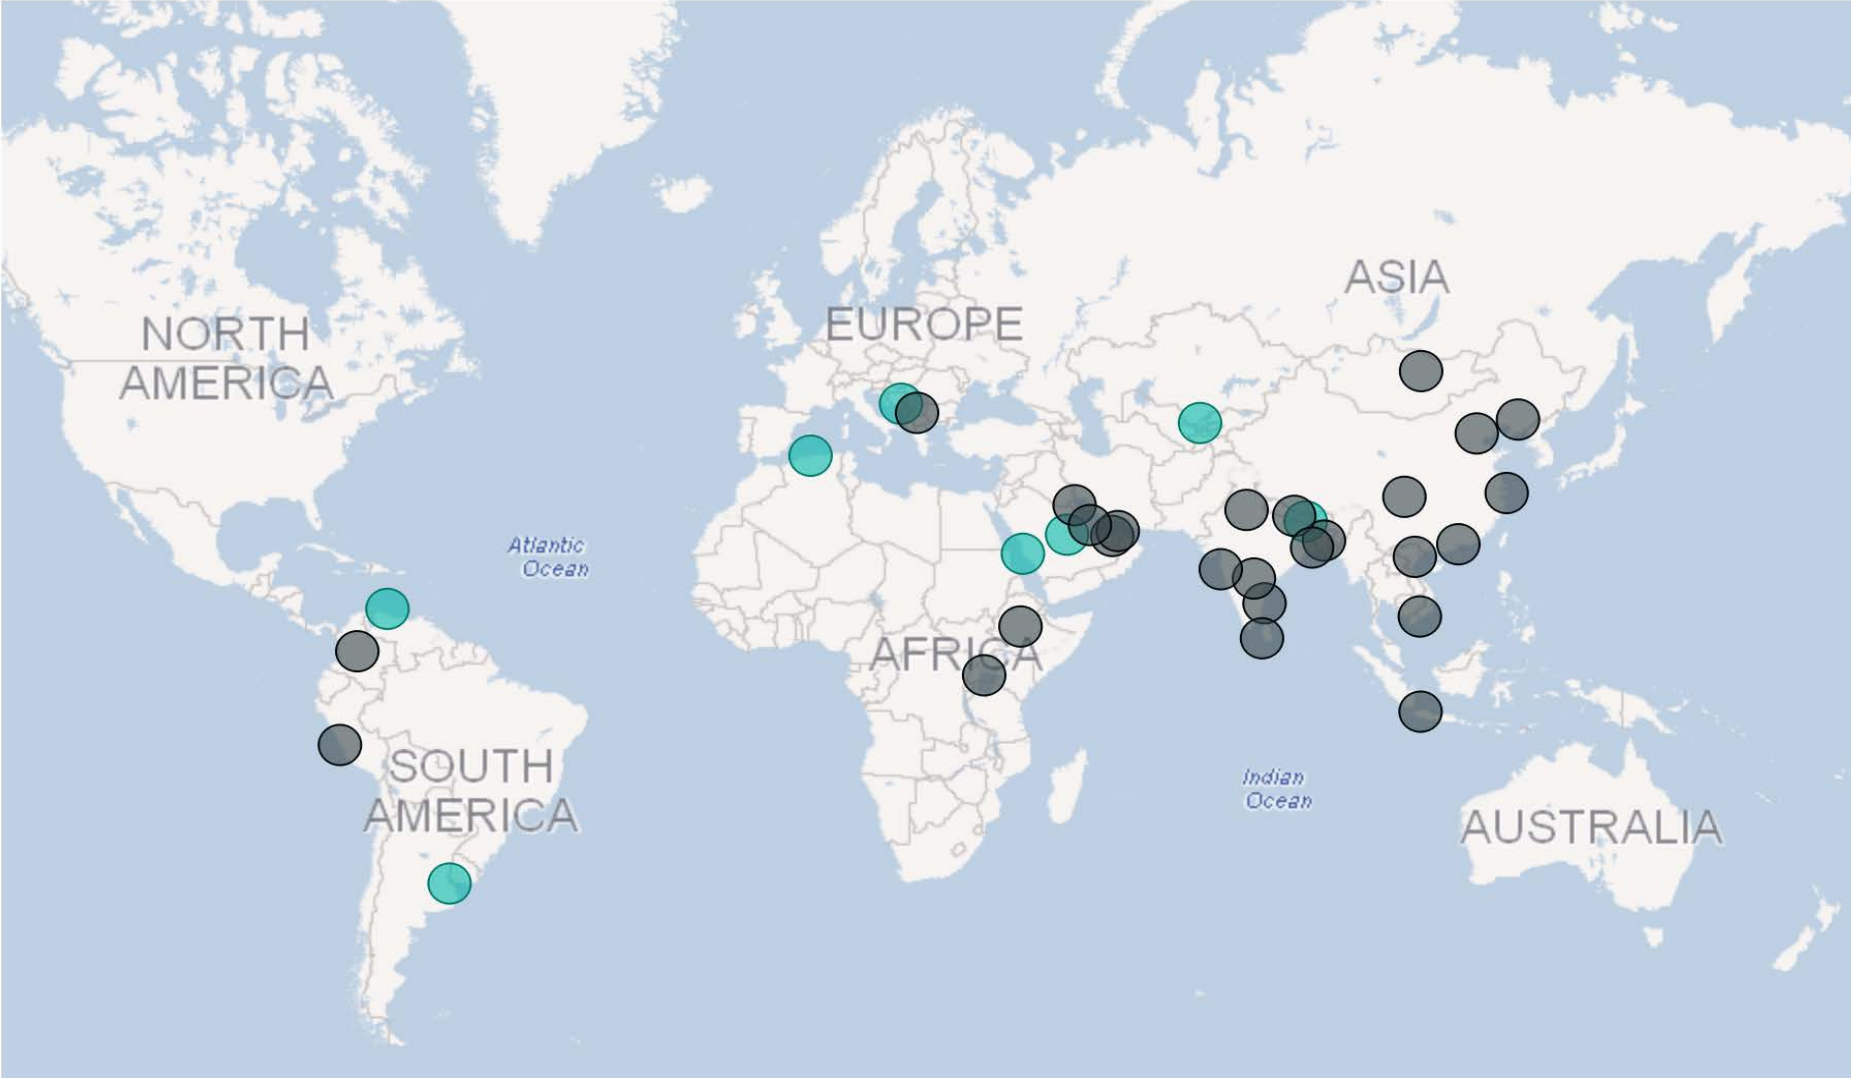 ASIA
EUROPE
NORTH
AMERICA
Atlantic
Ocean
AFRICA
SOUTH
AMERICA
Indian
Ocean
AUSTRALIA